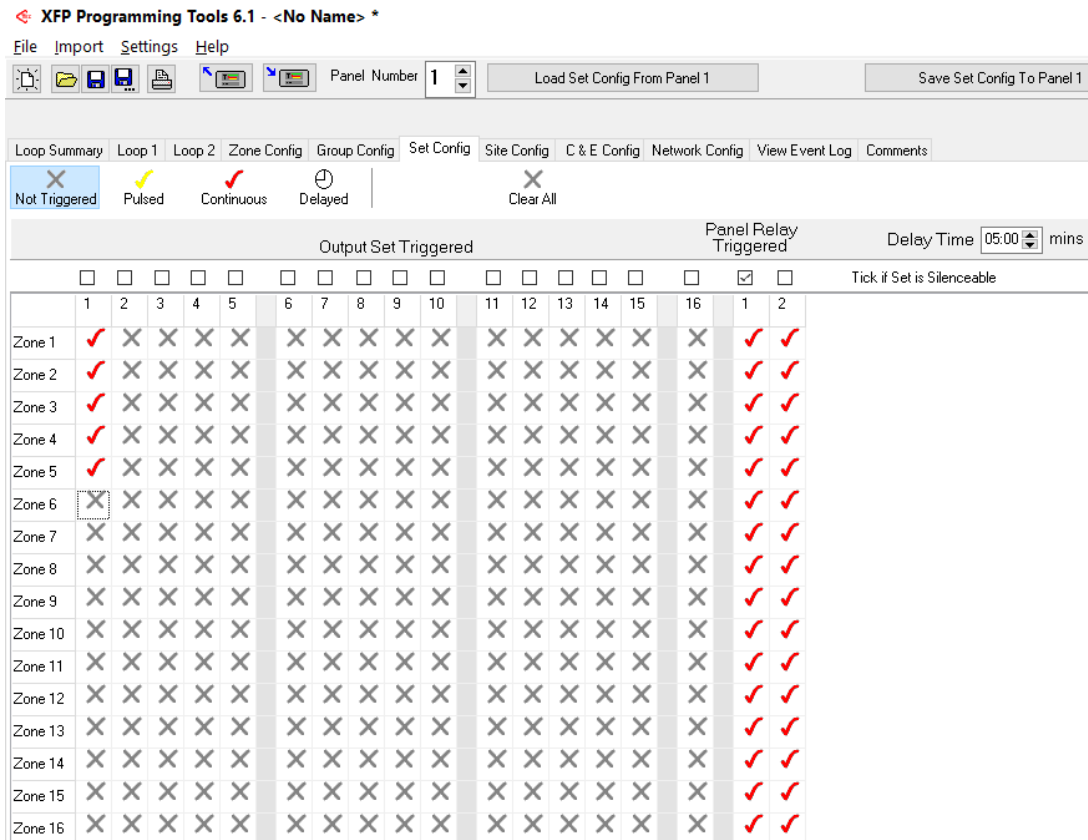 XFP Programming Tools 6.1 - <No Name> *
File Import Settings Help
Panel Number 1 Load Set Config From Panel 1 Save Set Config To Panel 1
Loop Summary Loop 1 Loop 2 Zone Config Group Config Set Config Site Config C & E Config Network Config View Event Log Comments
Not Triggered Pulsed Continuous Delayed Clear All
Output Set Triggered Panel Relay Triggered Delay Time 05:00 mins
Tick if Set is Silenceable
1 2 3 4 5 6 7 8 9 10 11 12 13 14 15 16 1 2
Zone 1
Zone 2
Zone 3
Zone 4
Zone 5
Zone 6
Zone 7
Zone 8
Zone 9
Zone 10
Zone 11
Zone 12
Zone 13
Zone 14
Zone 15
Zone 16